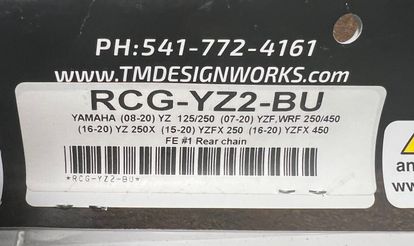 PH:541-772-4161
www.TMDESIGNWORKS.com
RCG-YZ2-BU
YAMAHA (08-20) YZ 125/250 (07-20) YZF,WRF 250/450
(16-20) YZ 250X (15-20) YZFX 250 (16-20) YZFX 450
FE #1 Rear chain
*RCG-YZ2-BU*
an